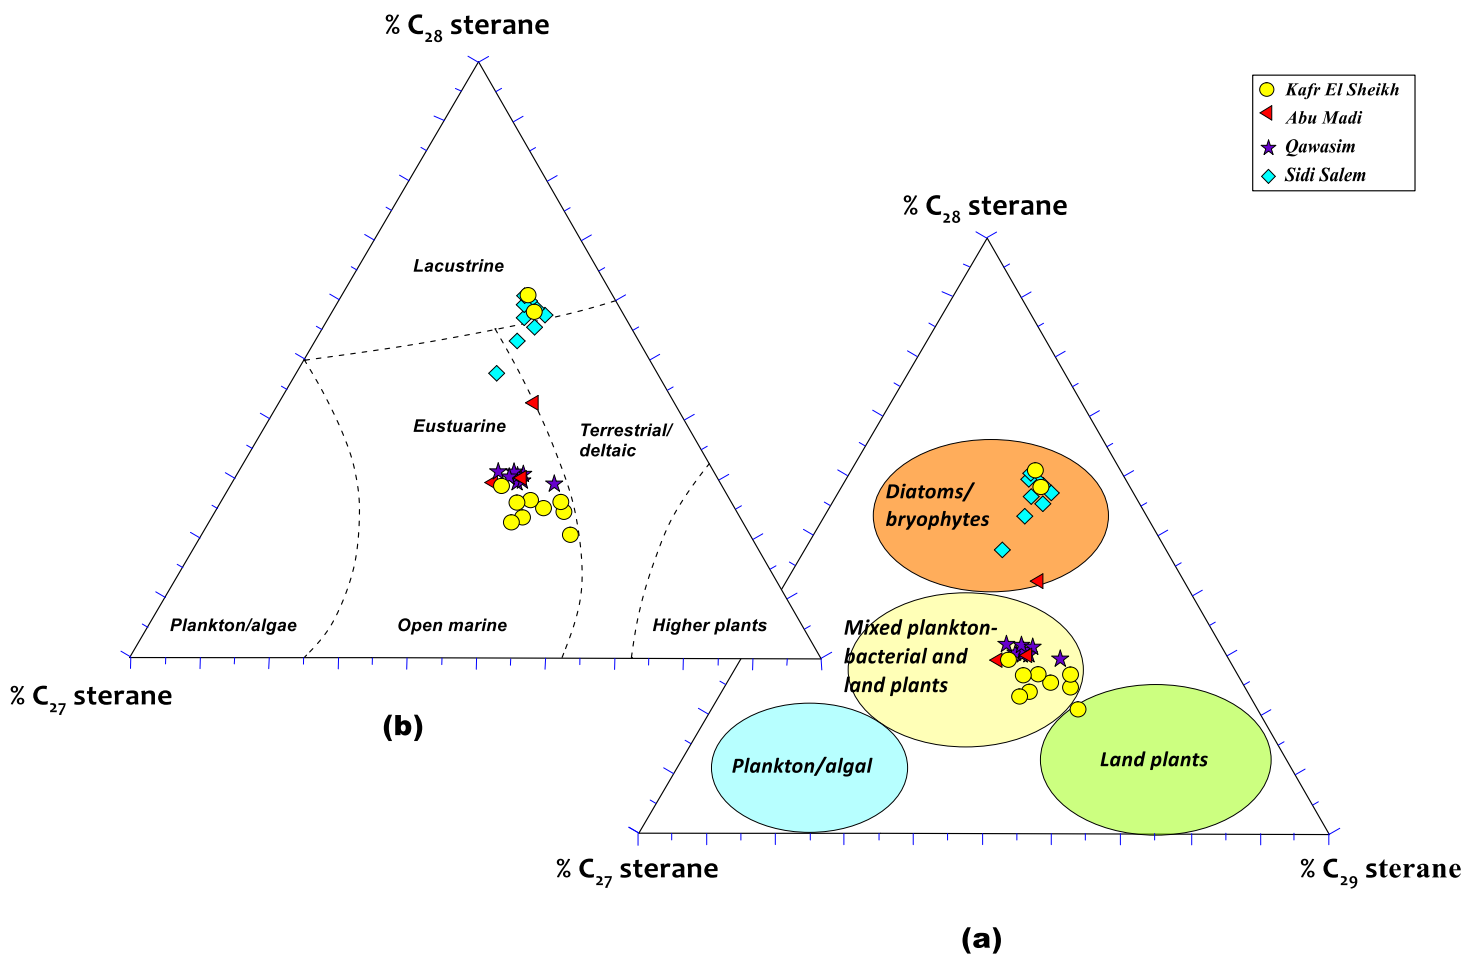 % C28 sterane
Kafr El Sheikh
Abu Madi
Qawasim
Sidi Salem
% C28 sterane
Lacustrine
Eustuarine
Terrestrial/
deltaic
Diatoms/
bryophytes
Plankton/algae
Open marine
Higher plants
Mixed plankton-
bacterial and
land plants
% C27 sterane
(b)
Plankton/algal
Land plants
% C27 sterane
% C29 sterane
(a)